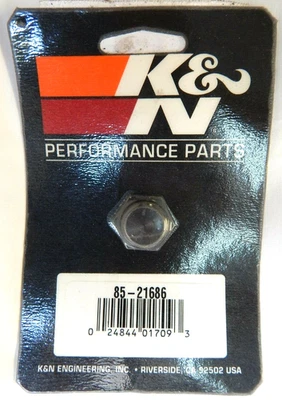 K&N
PERFORMANCE PARTS
85-21686
0 24844 01709 3
K&N ENGINEERING, INC. • RIVERSIDE, CA 92502 USA